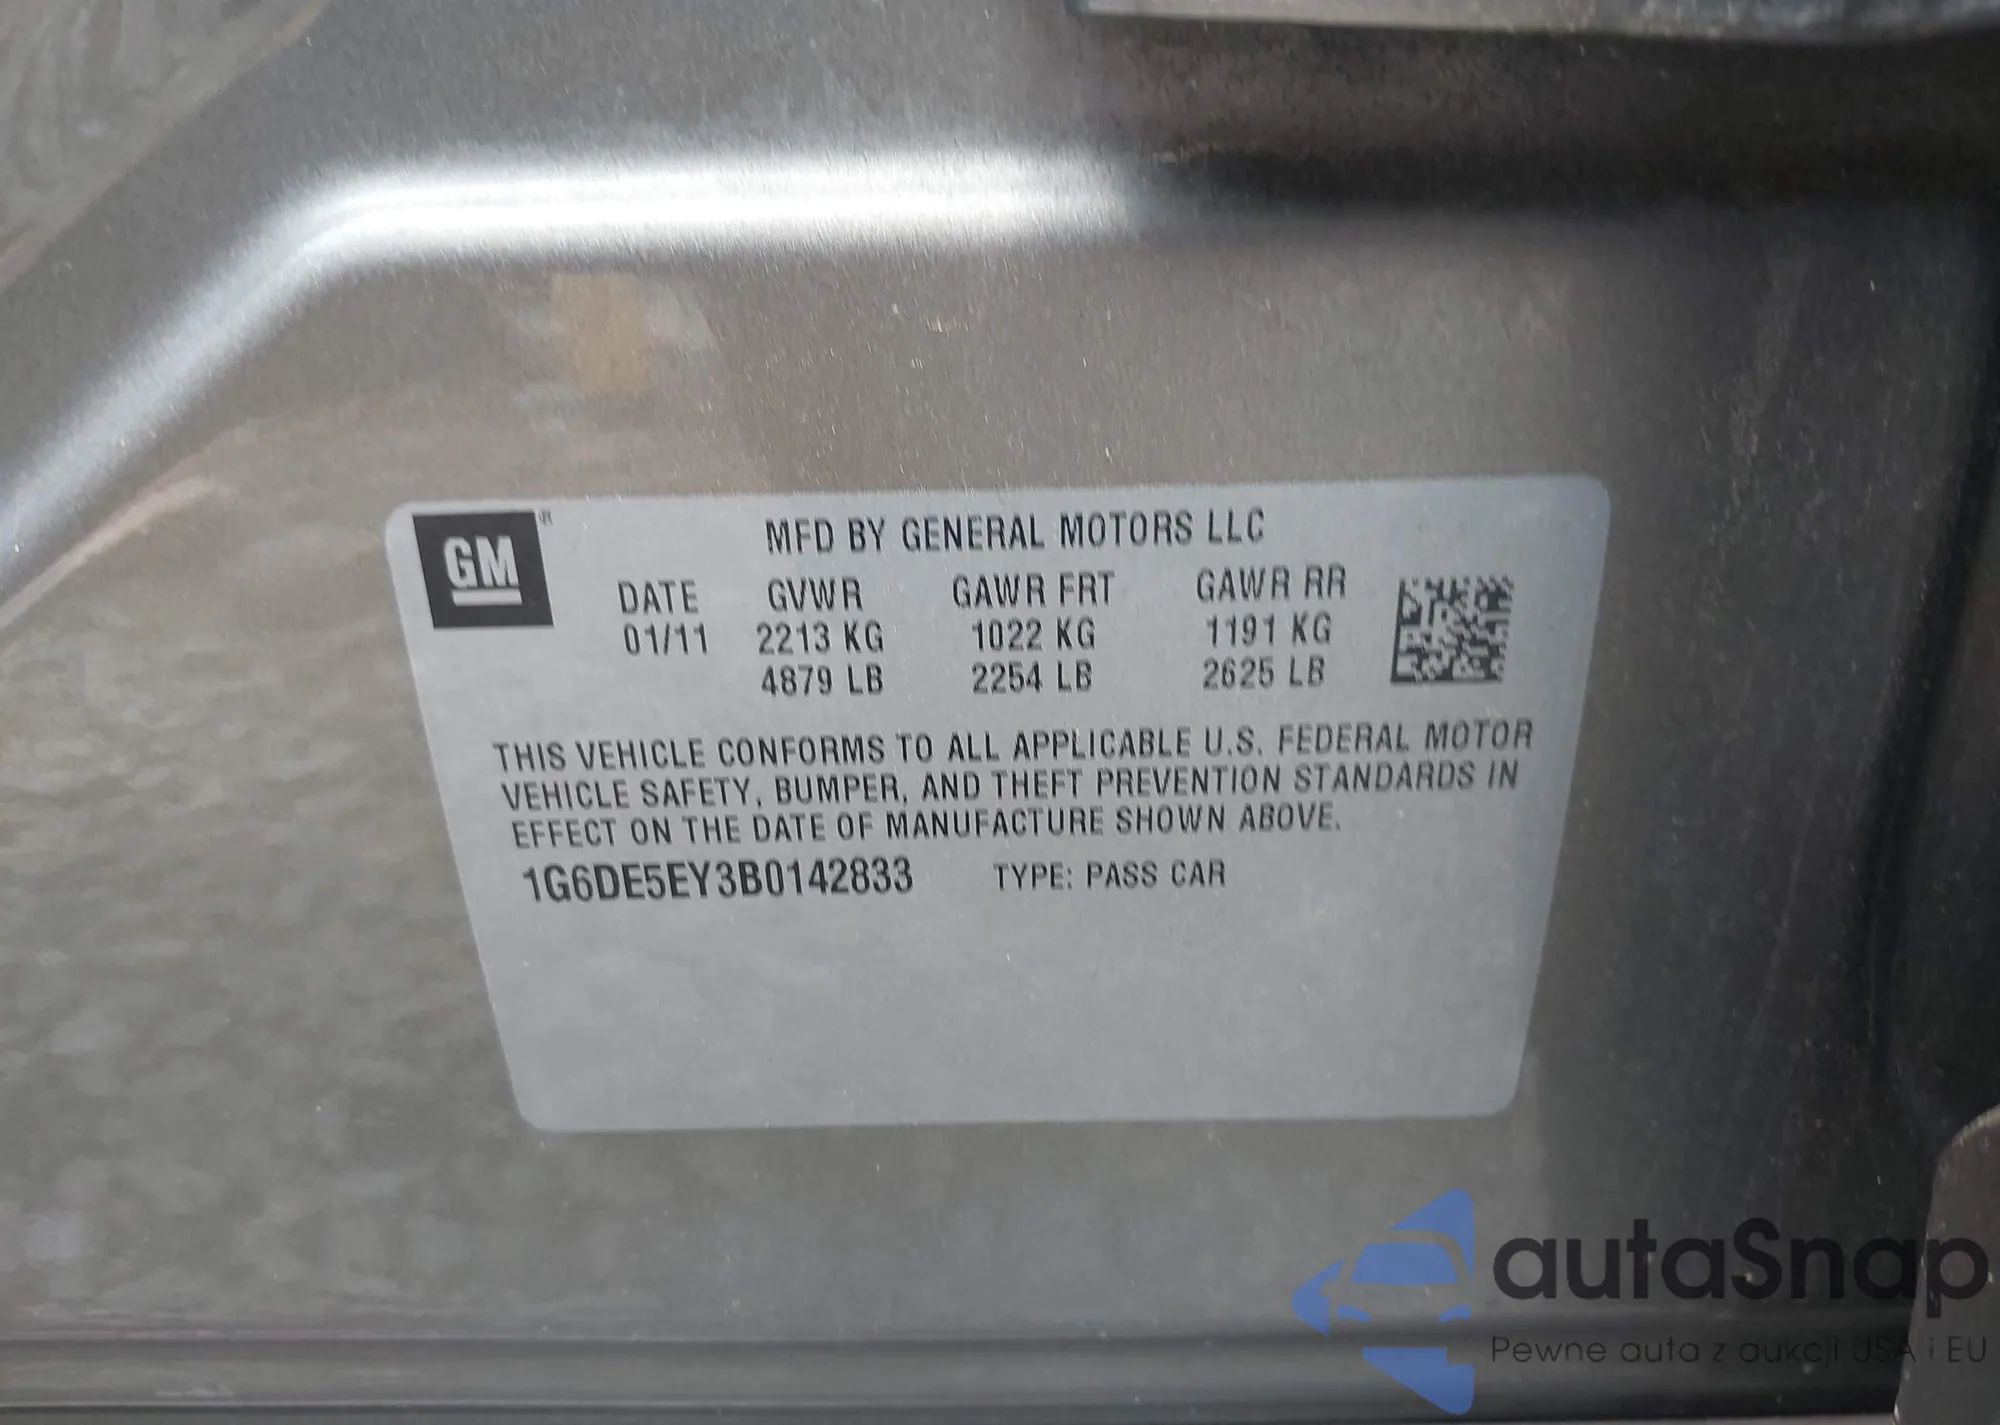 GM®
MFD BY GENERAL MOTORS LLC
DATE GVWR GAWR FRT GAWR RR
01/11 2213 KG 1022 KG 1191 KG
4879 LB 2254 LB 2625 LB
THIS VEHICLE CONFORMS TO ALL APPLICABLE U.S. FEDERAL MOTOR
VEHICLE SAFETY, BUMPER, AND THEFT PREVENTION STANDARDS IN
EFFECT ON THE DATE OF MANUFACTURE SHOWN ABOVE.
1G6DE5EY3B0142833 TYPE: PASS CAR
autaSnap
Pewne auta z aukcji USA i EU